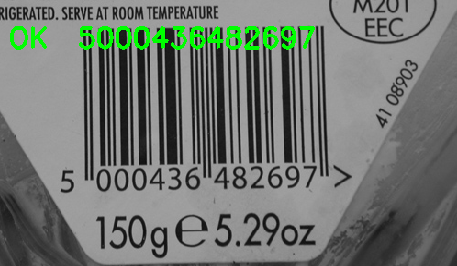 RIGERATED. SERVE AT ROOM TEMPERATURE
M201
EEC
OK 5000436482697
41 08903
5 000436 482697 >
150g e 5.29oz